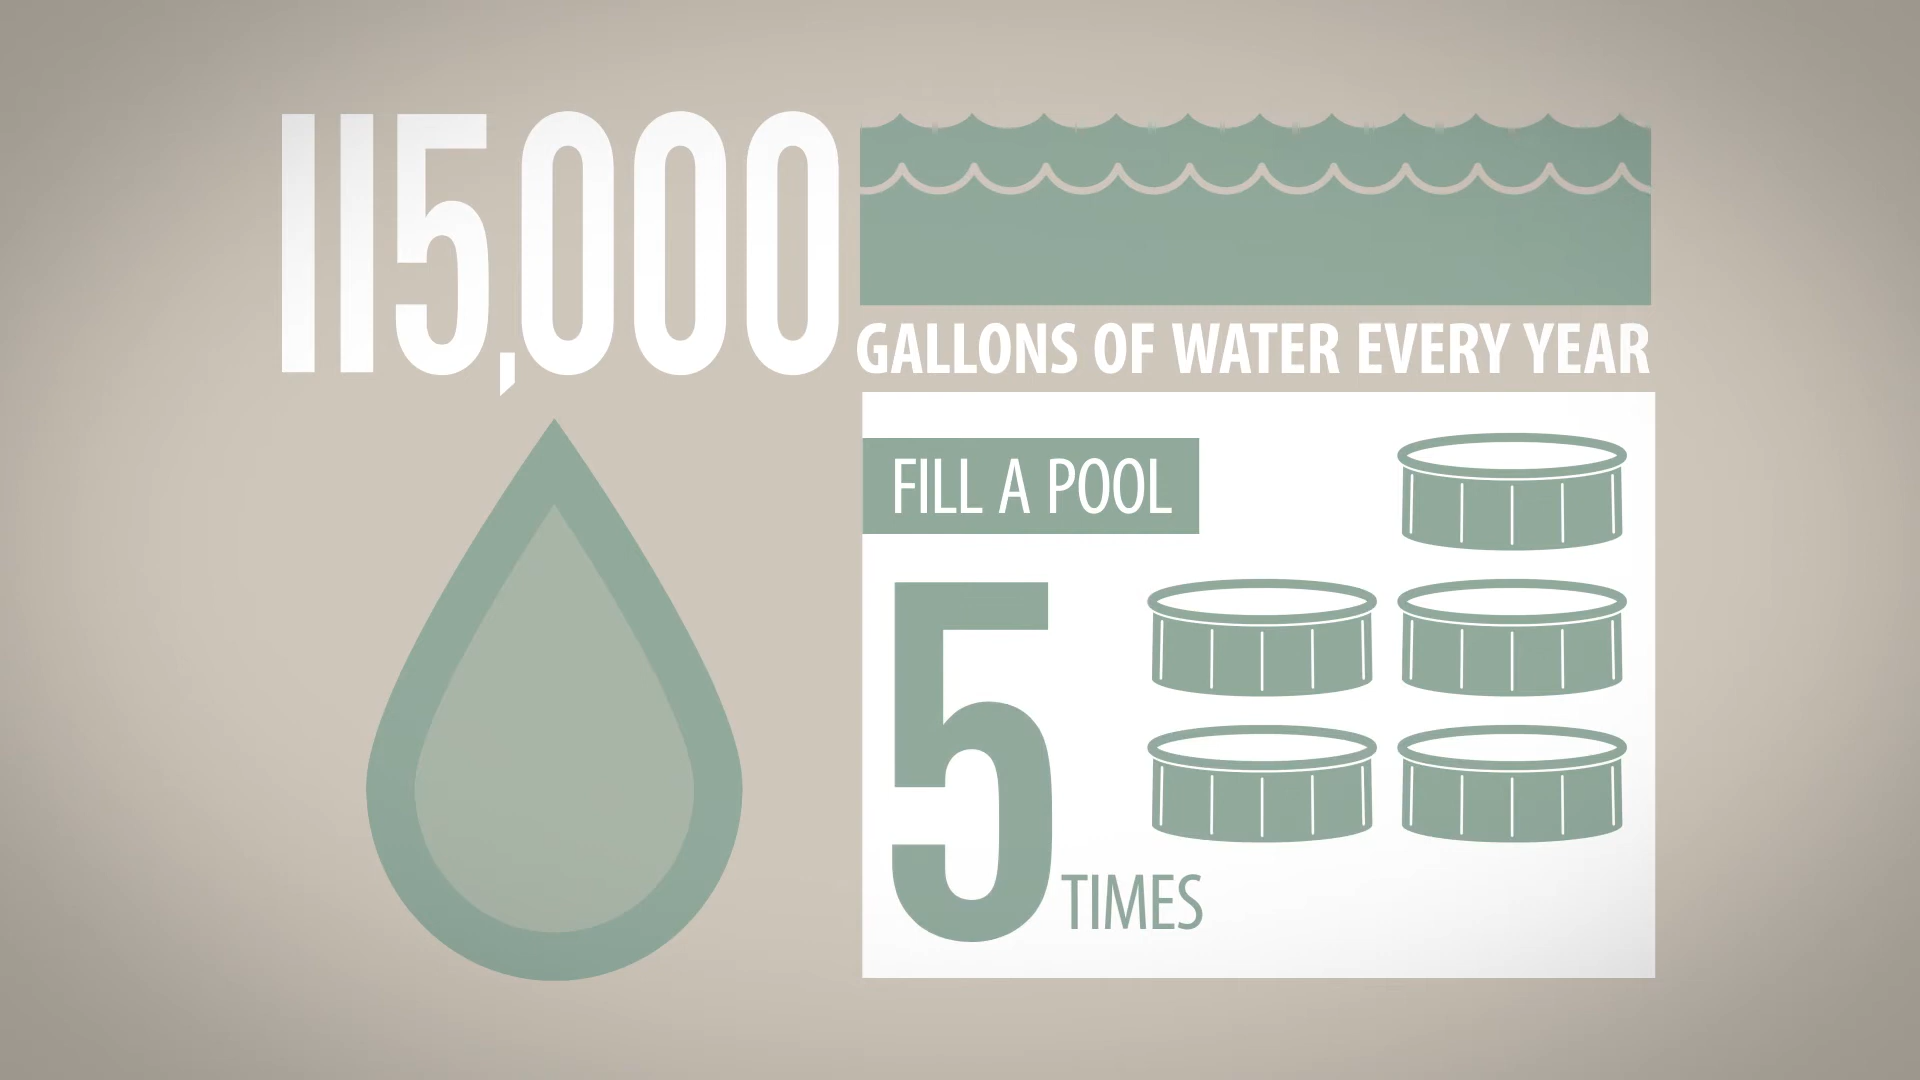 115,000
GALLONS OF WATER EVERY YEAR
FILL A POOL
5 TIMES